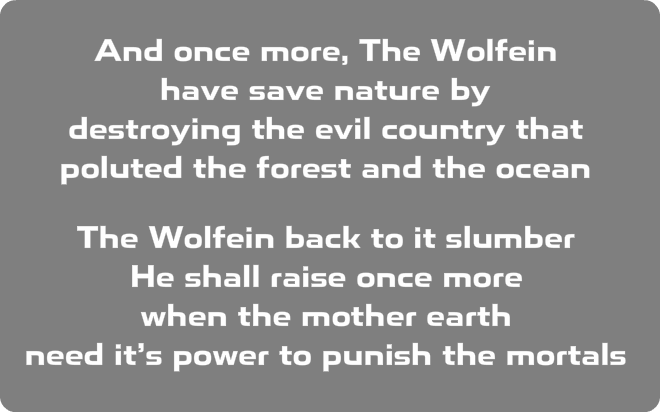 And once more, The Wolfein
have save nature by
destroying the evil country that
poluted the forest and the ocean
The Wolfein back to it slumber
He shall raise once more
when the mother earth
need it’s power to punish the mortals